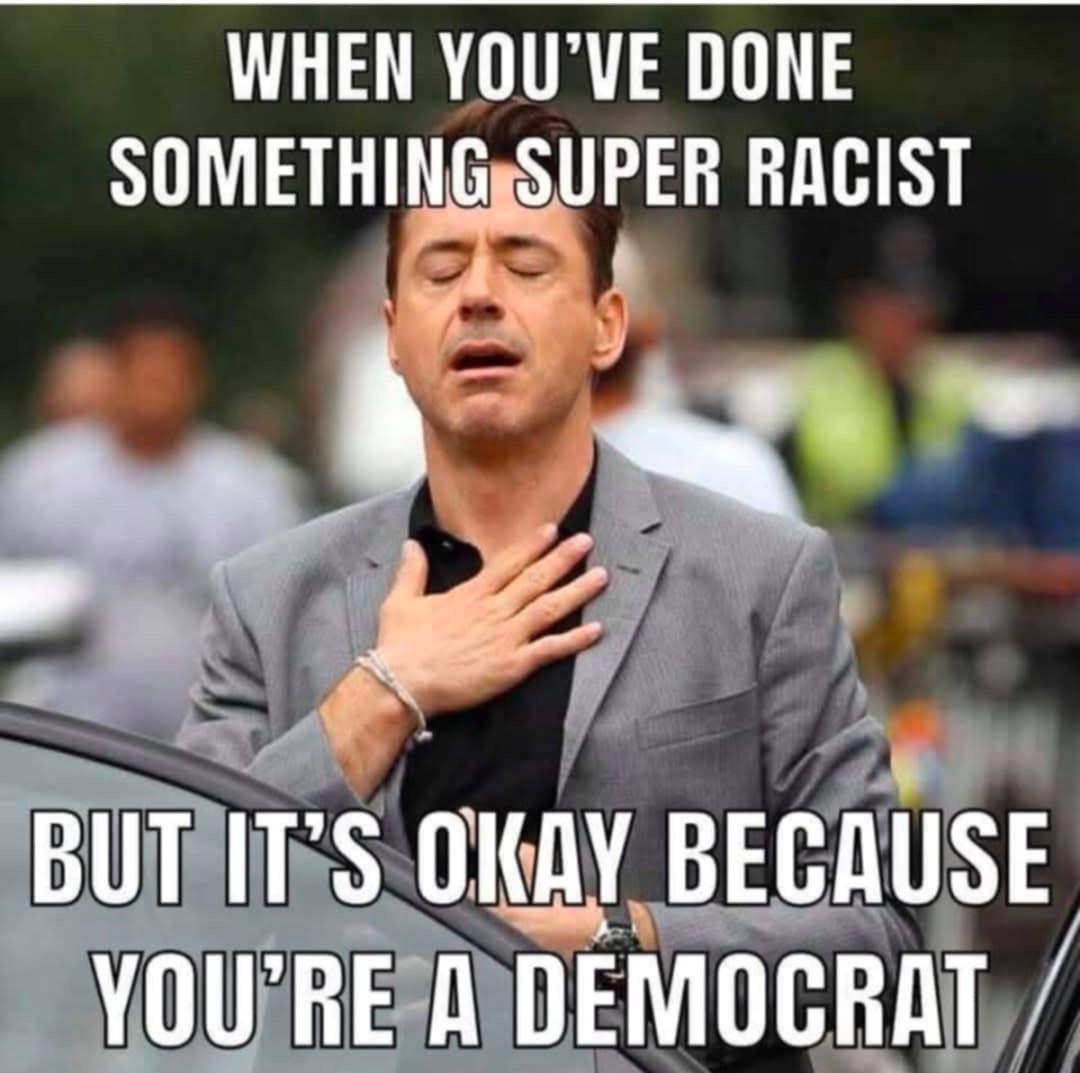 WHEN YOU'VE DONE
SOMETHING SUPER RACIST
BUT IT'S OKAY BECAUSE
YOU'RE A DEMOCRAT